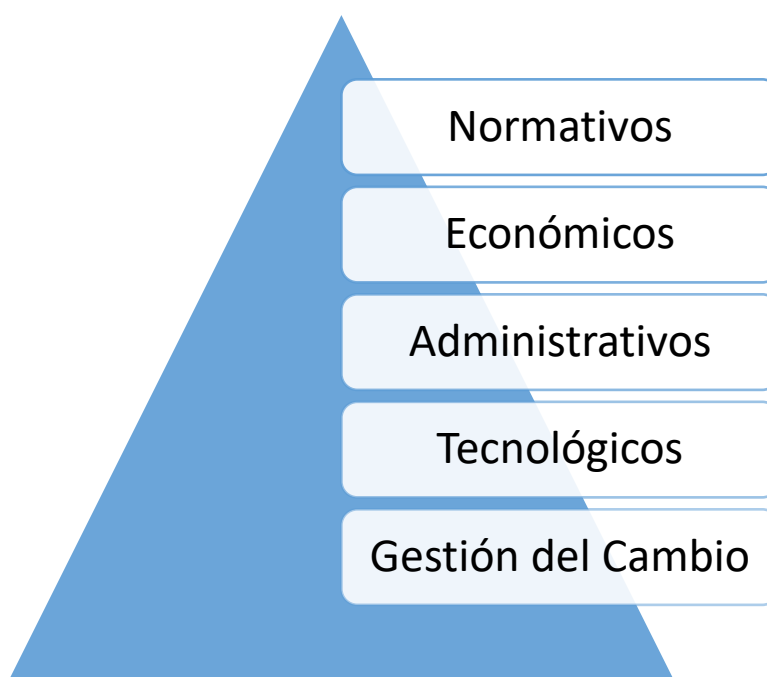 Normativos
Económicos
Administrativos
Tecnológicos
Gestión del Cambio